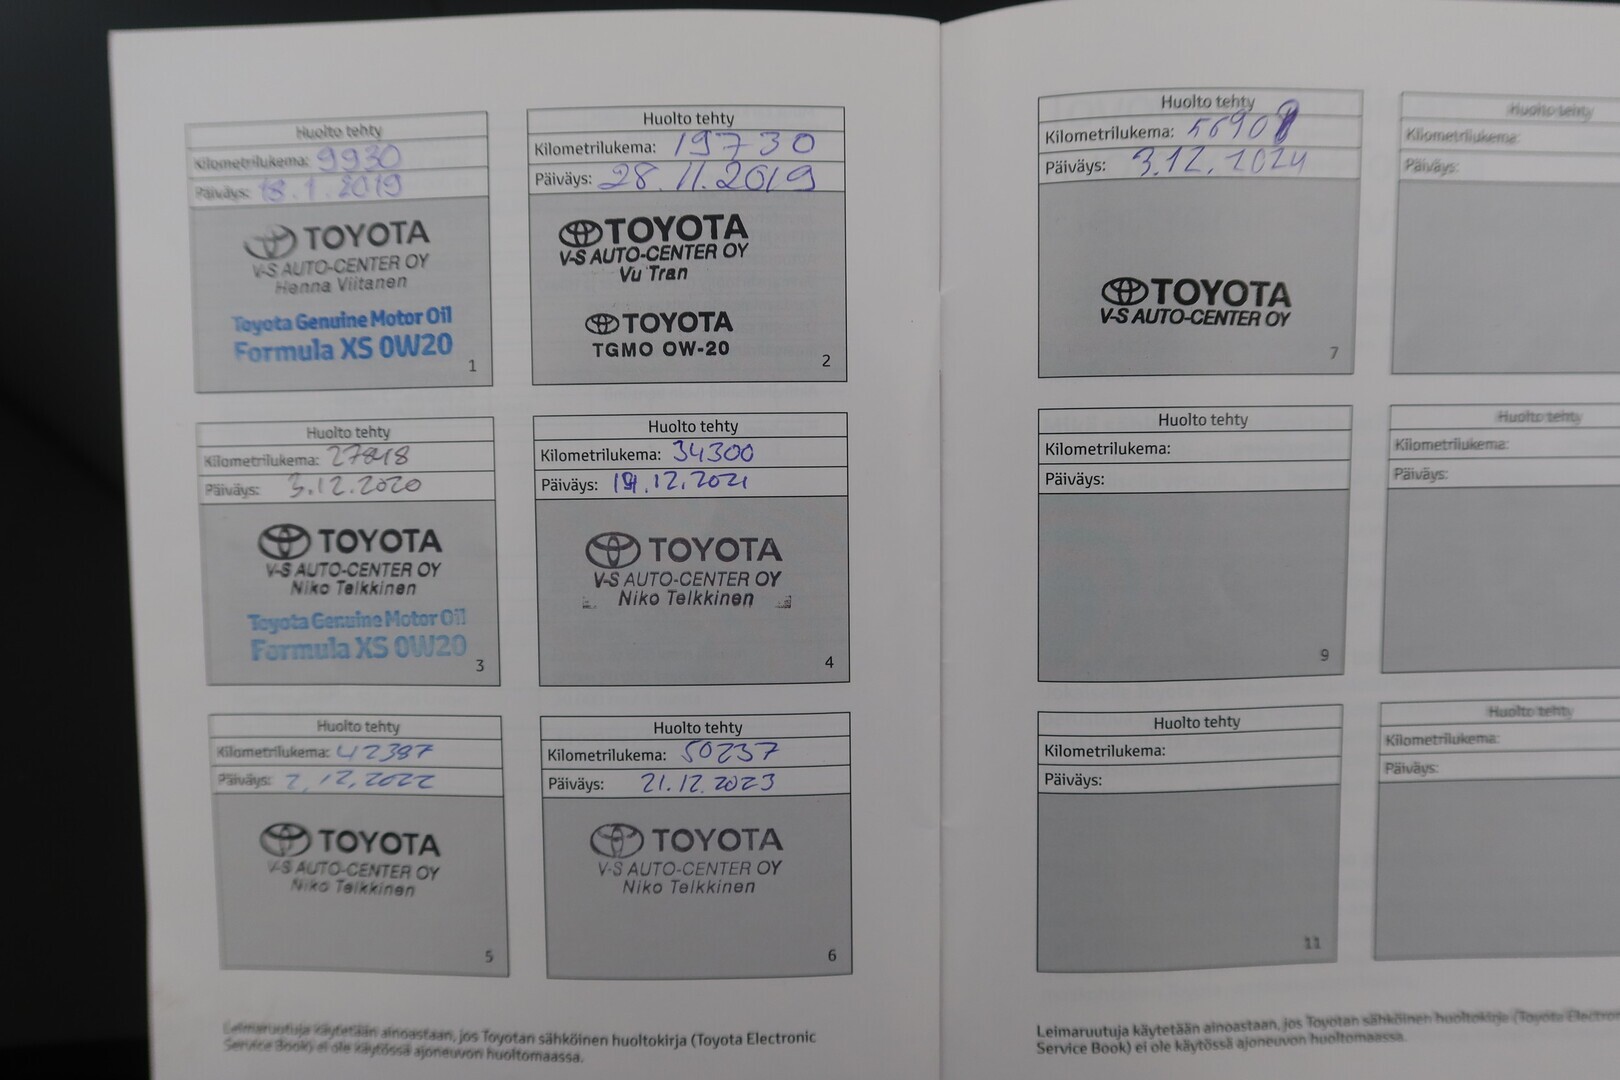 Huolto tehty
Kilometrilukema: 9930
Päiväys: 18.1.2019
TOYOTA
V-S AUTO-CENTER OY
Henna Viitanen
Toyota Genuine Motor Oil
Formula XS 0W20
1
Huolto tehty
Kilometrilukema: 19730
Päiväys: 28.11.2019
TOYOTA
V-S AUTO-CENTER OY
Vu Tran
TOYOTA
TGMO OW-20
2
Huolto tehty
Kilometrilukema: 27848
Päiväys: 3.12.2020
TOYOTA
V-S AUTO-CENTER OY
Niko Telkkinen
Toyota Genuine Motor Oil
Formula XS 0W20
3
Huolto tehty
Kilometrilukema: 34300
Päiväys:
TOYOTA
V-S AUTO-CENTER OY
Niko Telkkinen
4
Huolto tehty
Kilometrilukema: 42387
Päiväys: 2.12.2022
TOYOTA
V-S AUTO-CENTER OY
Niko Telkkinen
5
Huolto tehty
Kilometrilukema: 50237
Päiväys: 21.12.2023
TOYOTA
V-S AUTO-CENTER OY
Niko Telkkinen
6
Leimaruutuja käytetään ainoastaan, jos Toyotan sähköinen huoltokirja (Toyota Electronic
Service Book) ei ole käytössä ajoneuvon huoltomaassa.
Huolto tehty
Kilometrilukema:
Päiväys: 3.12.2024
TOYOTA
V-S AUTO-CENTER OY
7
Huolto tehty
Kilometrilukema:
Päiväys:
Huolto tehty
Kilometrilukema:
Päiväys:
9
Huolto tehty
Kilometrilukema:
Päiväys:
Huolto tehty
Kilometrilukema:
Päiväys:
11
Huolto tehty
Kilometrilukema:
Päiväys:
Leimaruutuja käytetään ainoastaan, jos Toyotan sähköinen huoltokirja (Toyota
Service Book) ei ole käytössä ajoneuvon huoltomaassa.